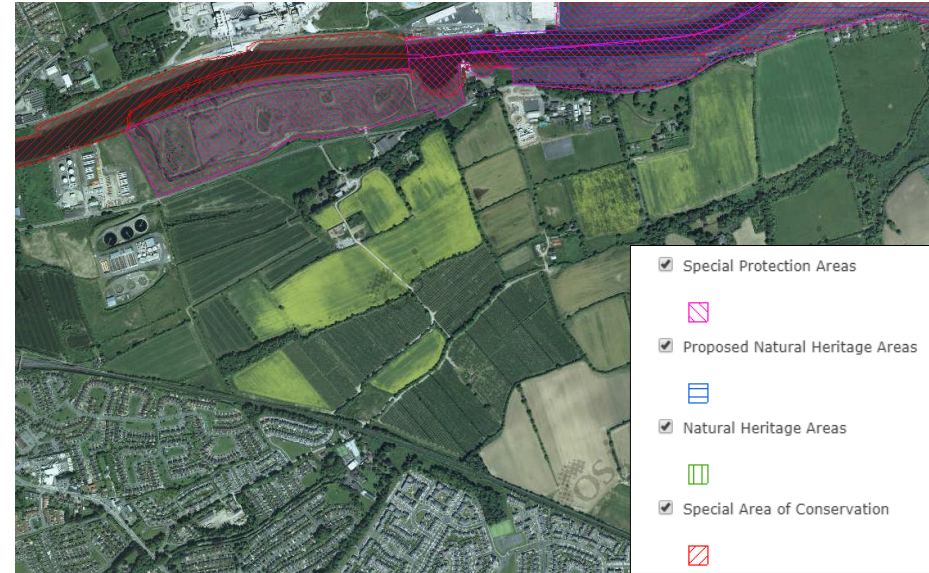 Special Protection Areas
Proposed Natural Heritage Areas
Natural Heritage Areas
Special Area of Conservation